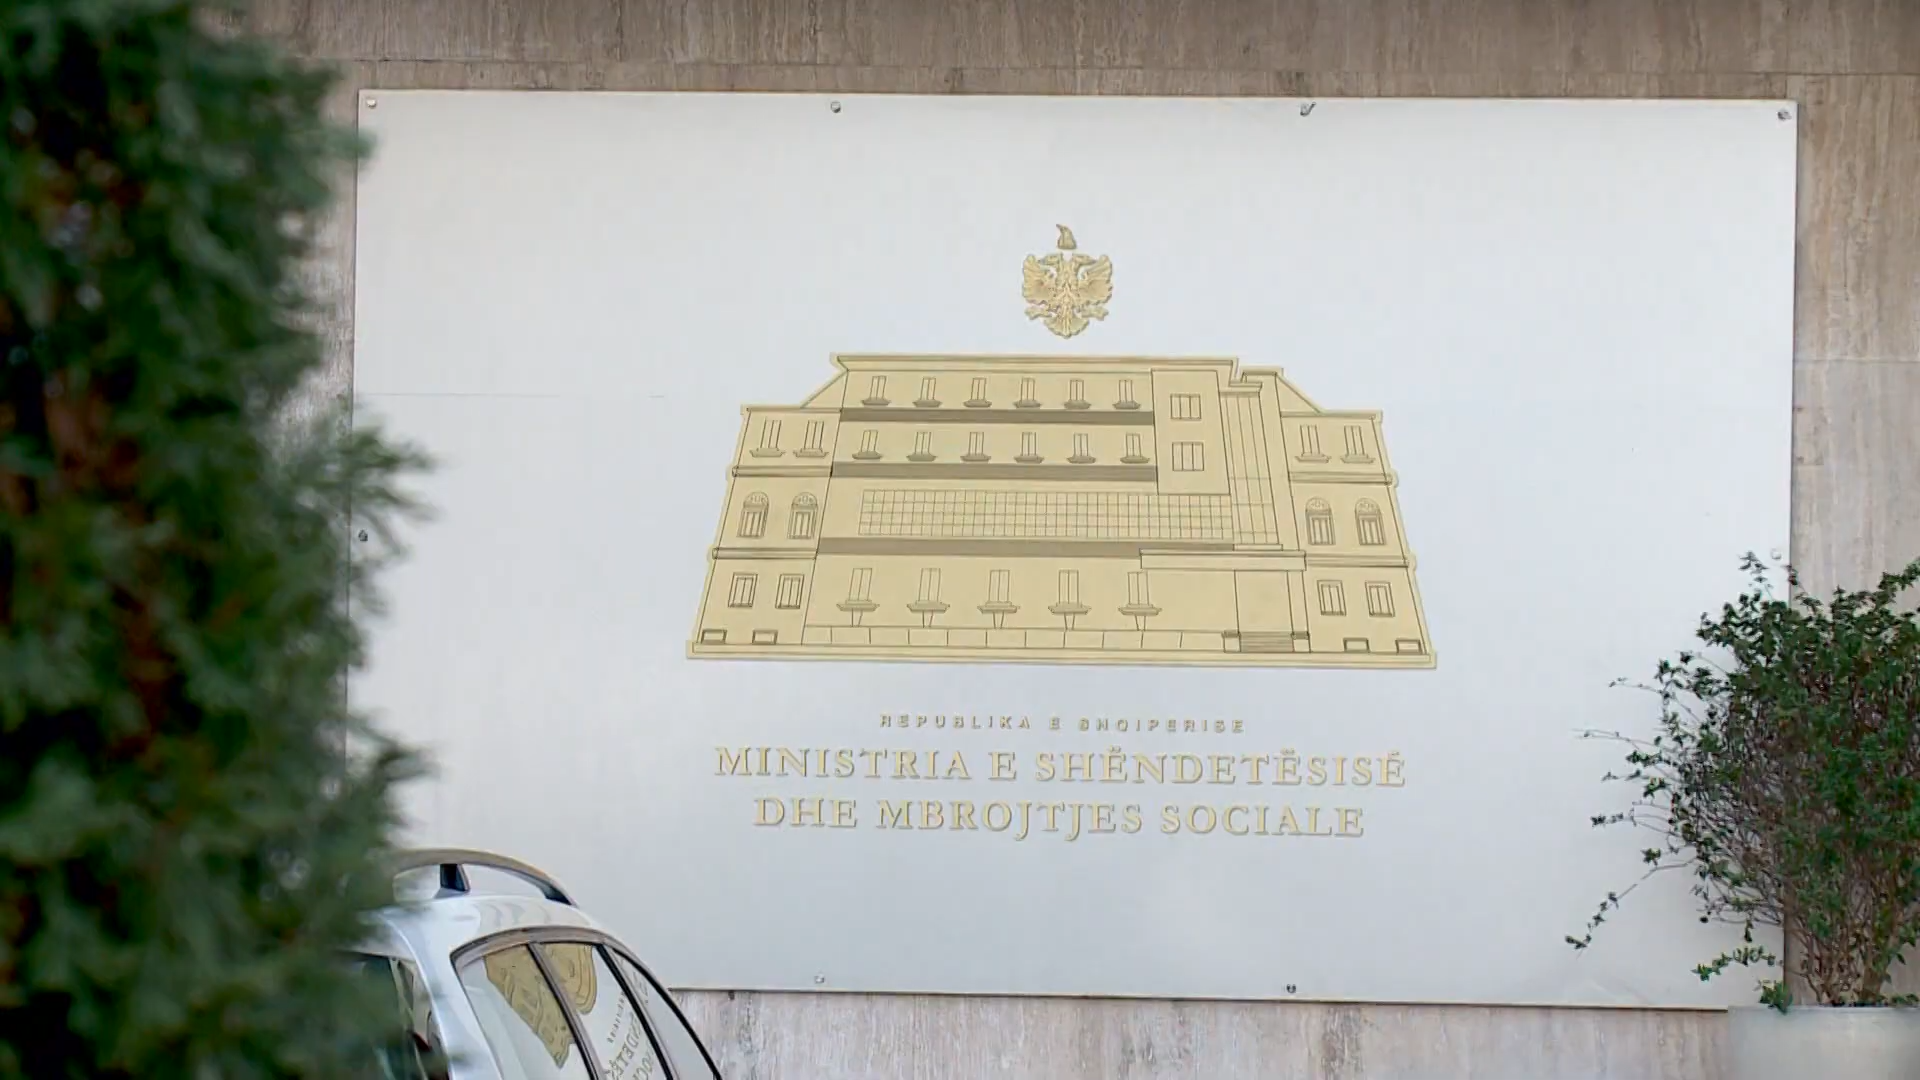 REPUBLIKA E SHQIPERISE
MINISTRIA E SHËNDETËSISË
DHE MBROJTJES SOCIALE